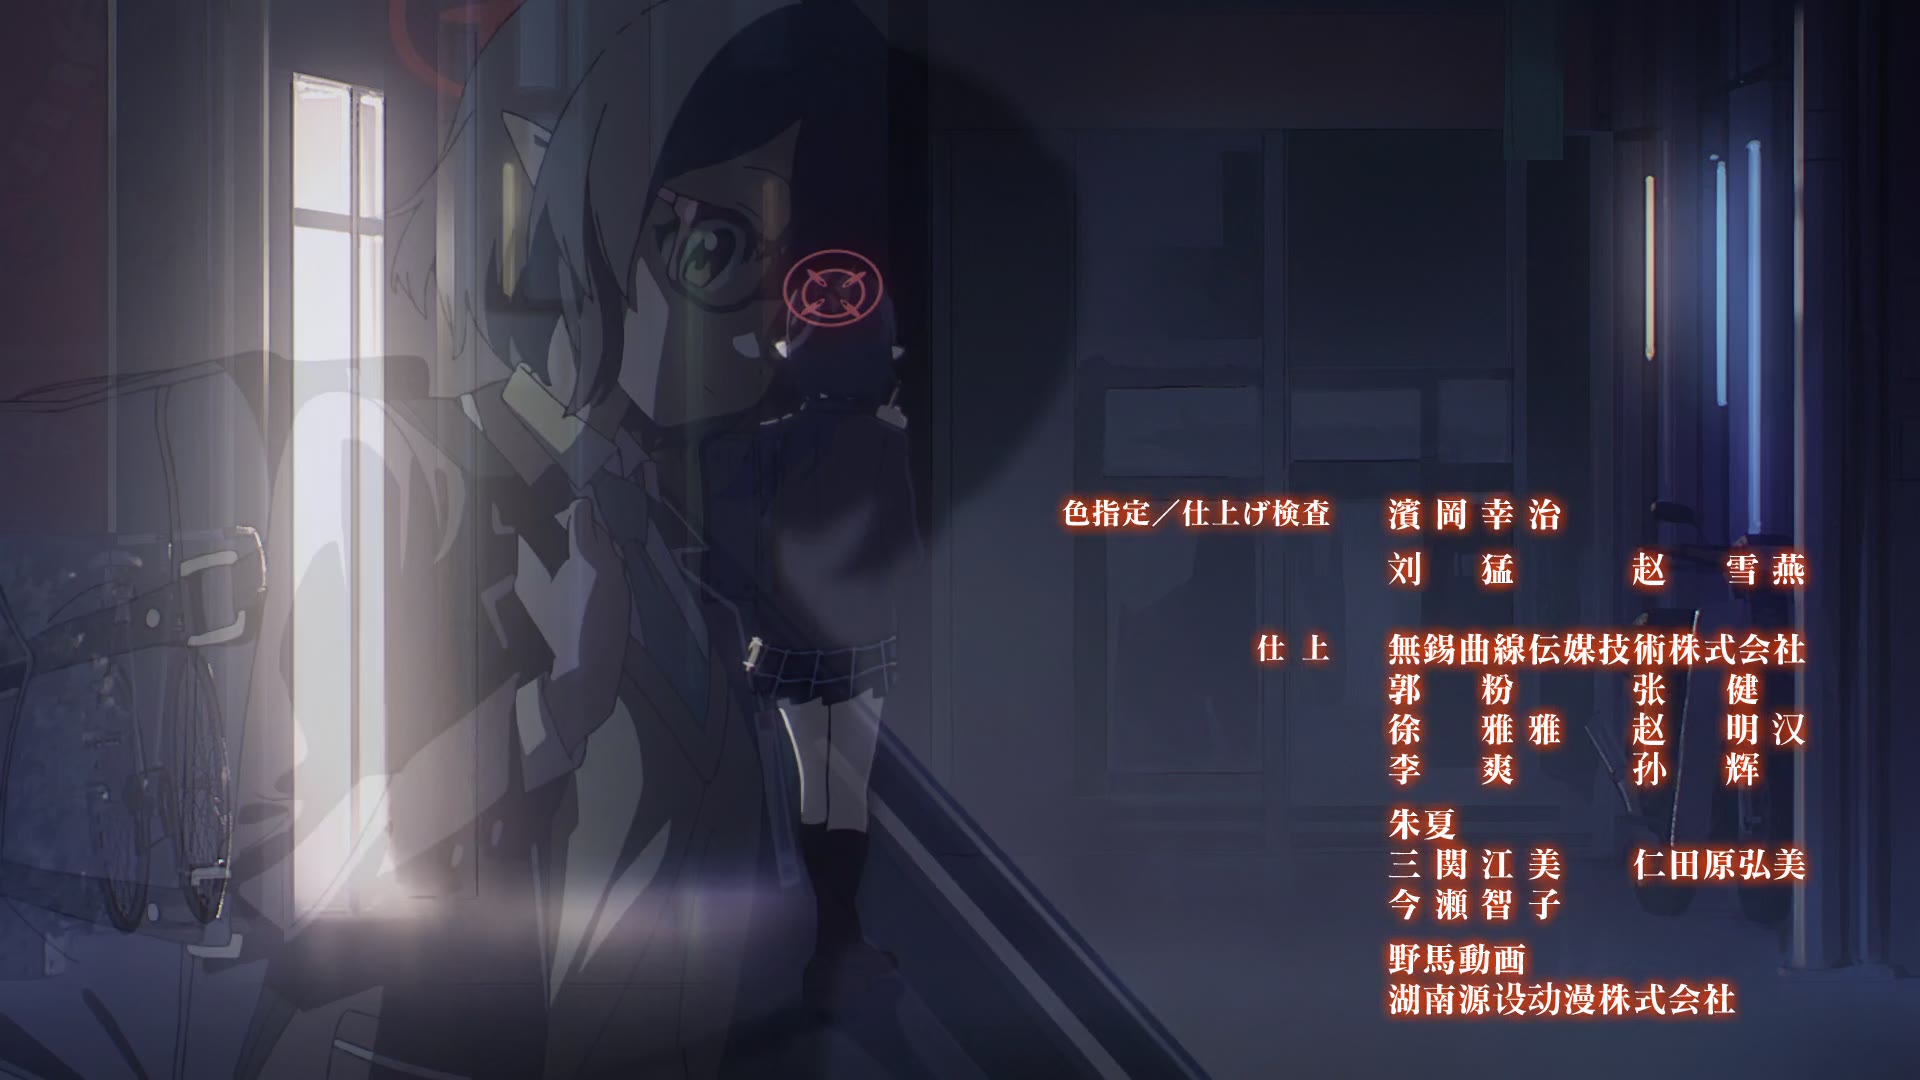 色指定／仕上げ検査 濱岡幸治
刘猛 赵雪燕
仕上 無錫曲線伝媒技術株式会社
郭粉 张健
徐雅雅 赵明汉
李爽 孙辉
朱夏
三関江美 仁田原弘美
今瀬智子
野馬動画
湖南源设动漫株式会社